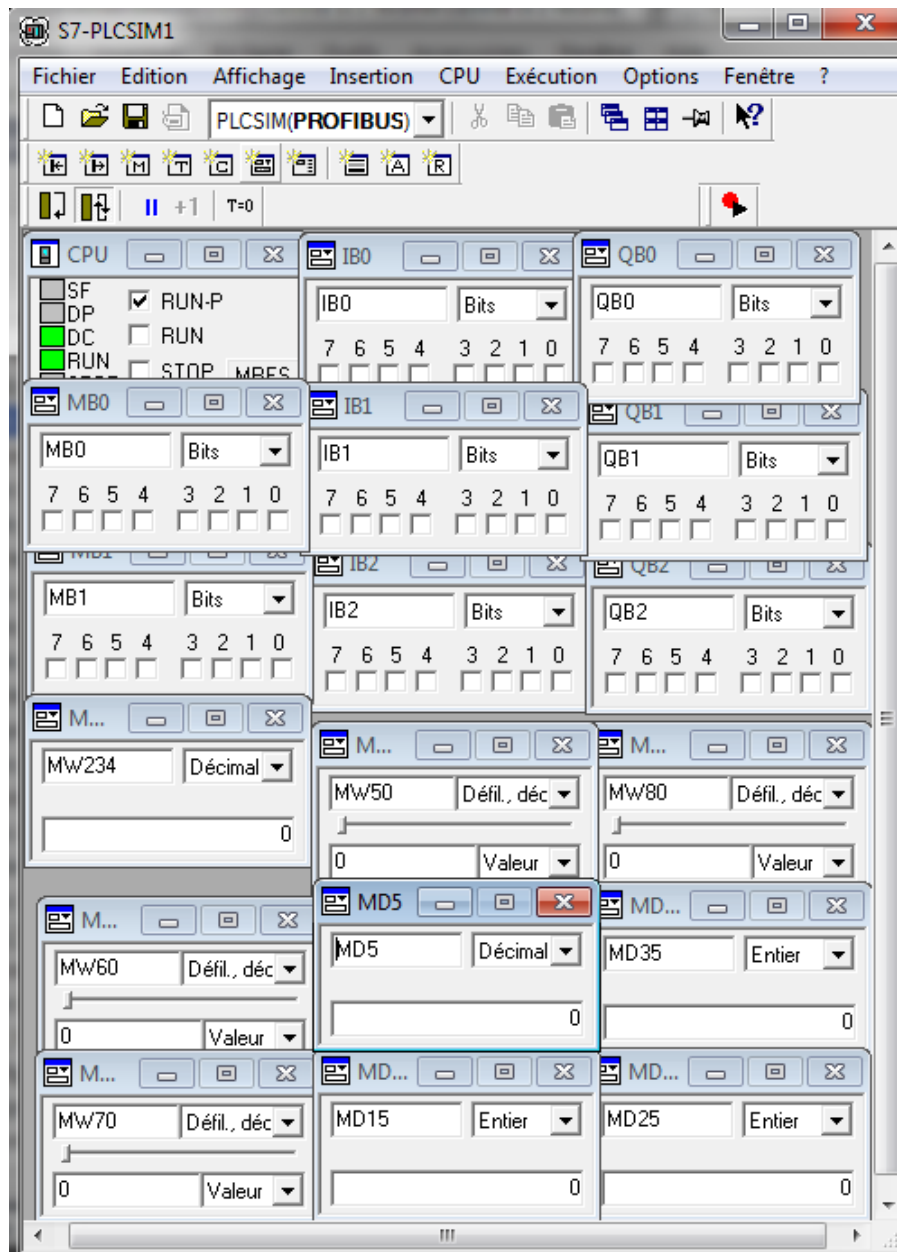 S7-PLCSIM1
Fichier Edition Affichage Insertion CPU Exécution Options Fenêtre ?
PLCSIM(PROFIBUS)
+1 T=0
CPU
SF
DP
DC
RUN
RUN-P
RUN
STOP
IB0
IB0 Bits
7 6 5 4 3 2 1 0
QB0
QB0 Bits
7 6 5 4 3 2 1 0
MB0
MB0 Bits
7 6 5 4 3 2 1 0
IB1
IB1 Bits
7 6 5 4 3 2 1 0
QB1
QB1 Bits
7 6 5 4 3 2 1 0
MB1
MB1 Bits
7 6 5 4 3 2 1 0
IB2
IB2 Bits
7 6 5 4 3 2 1 0
QB2
QB2 Bits
7 6 5 4 3 2 1 0
M...
MW234 Décimal
0
M...
MW50 Défil., déc
0 Valeur
M...
MW80 Défil., déc
0 Valeur
M...
MW60 Défil., déc
0 Valeur
MD5
MD5 Décimal
0
MD...
MD35 Entier
0
M...
MW70 Défil., déc
0 Valeur
MD...
MD15 Entier
0
MD...
MD25 Entier
0